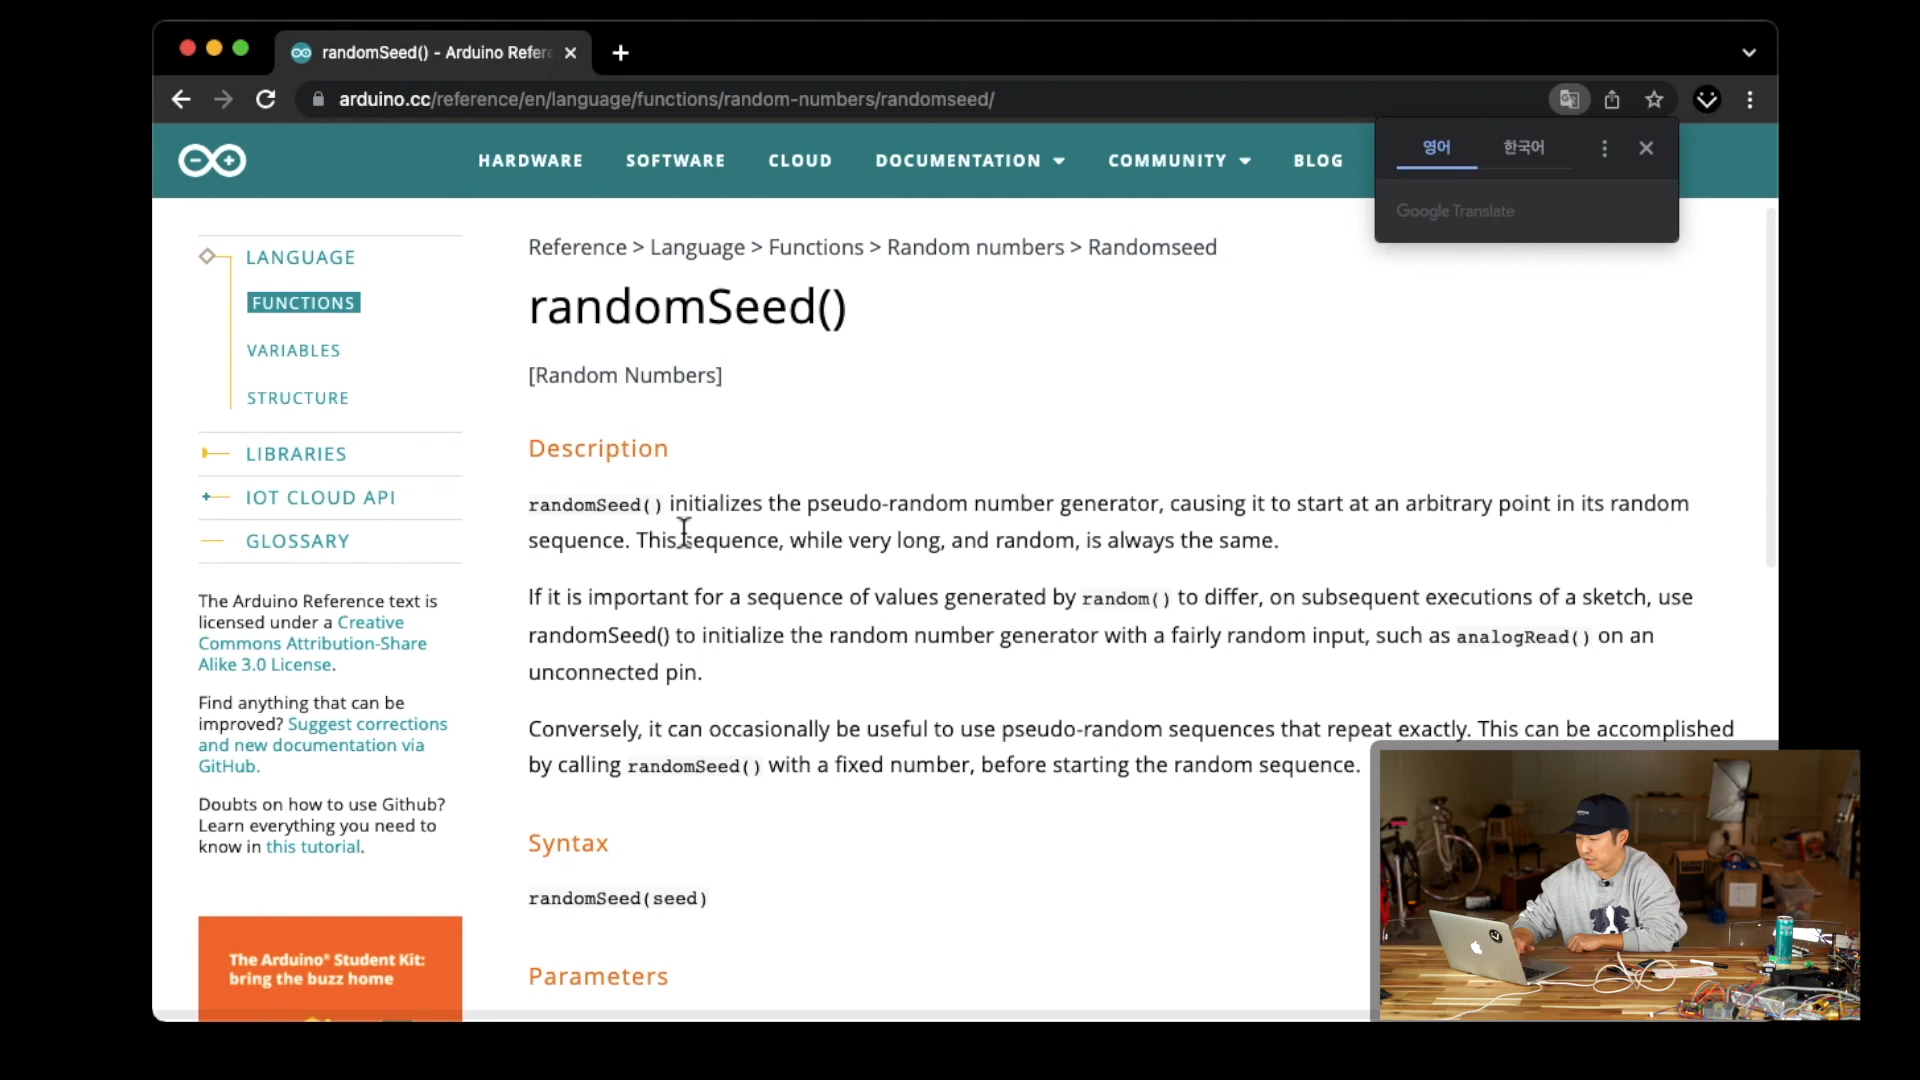 randomSeed() - Arduino Refere
arduino.cc/reference/en/language/functions/random-numbers/randomseed/
영어 한국어
Google Translate
HARDWARE SOFTWARE CLOUD DOCUMENTATION COMMUNITY BLOG
LANGUAGE
FUNCTIONS
VARIABLES
STRUCTURE
LIBRARIES
IOT CLOUD API
GLOSSARY
The Arduino Reference text is
licensed under a Creative
Commons Attribution-Share
Alike 3.0 License.
Find anything that can be
improved? Suggest corrections
and new documentation via
GitHub.
Doubts on how to use Github?
Learn everything you need to
know in this tutorial.
The Arduino® Student Kit:
bring the buzz home
Reference > Language > Functions > Random numbers > Randomseed
randomSeed()
[Random Numbers]
Description
randomSeed() initializes the pseudo-random number generator, causing it to start at an arbitrary point in its random
sequence. This sequence, while very long, and random, is always the same.
If it is important for a sequence of values generated by random() to differ, on subsequent executions of a sketch, use
randomSeed() to initialize the random number generator with a fairly random input, such as analogRead() on an
unconnected pin.
Conversely, it can occasionally be useful to use pseudo-random sequences that repeat exactly. This can be accomplished
by calling randomSeed() with a fixed number, before starting the random sequence.
Syntax
randomSeed(seed)
Parameters